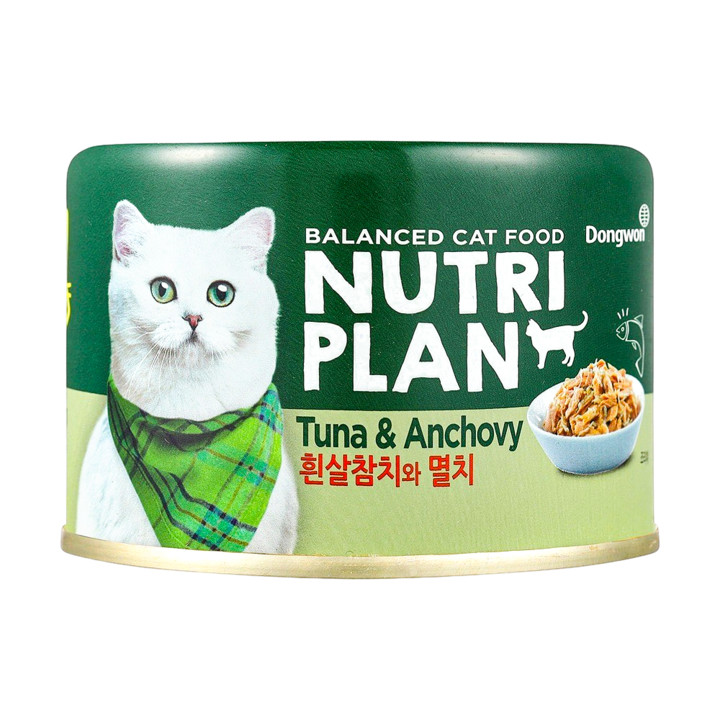 BALANCED CAT FOOD
Dongwon
NUTRI
PLAN
Tuna & Anchovy
흰살참치와 멸치